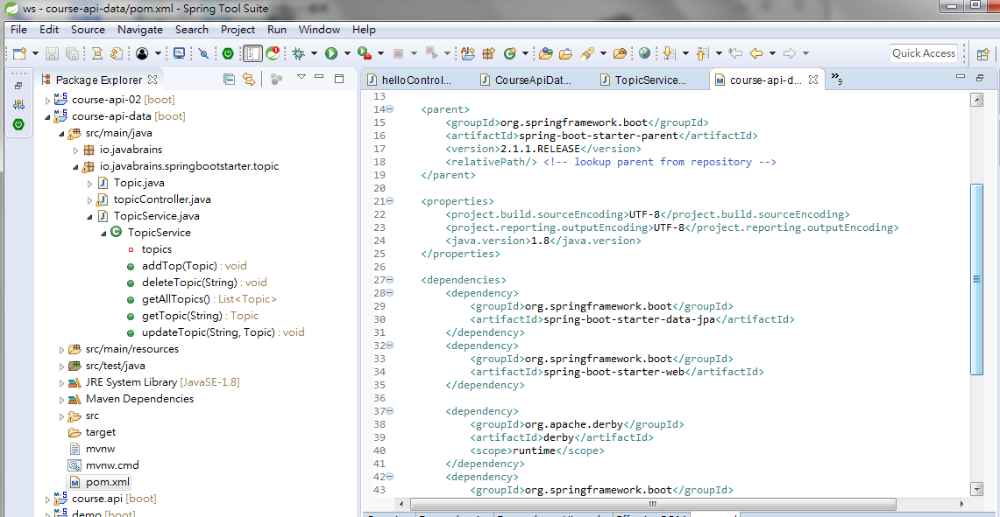 ws - course-api-data/pom.xml - Spring Tool Suite
File Edit Source Navigate Search Project Run Window Help
Quick Access
Package Explorer
course-api-02 [boot]
course-api-data [boot]
src/main/java
io.javabrains
io.javabrains.springbootstarter.topic
Topic.java
topicController.java
TopicService.java
TopicService
topics
addTop(Topic) : void
deleteTopic(String) : void
getAllTopics() : List<Topic>
getTopic(String) : Topic
updateTopic(String, Topic) : void
src/main/resources
src/test/java
JRE System Library [JavaSE-1.8]
Maven Dependencies
src
target
mvnw
mvnw.cmd
pom.xml
course.api [boot]
demo [boot]
helloControl... CourseApiDat... TopicService... course-api-d... »9
13
14 <parent>
15 <groupId>org.springframework.boot</groupId>
16 <artifactId>spring-boot-starter-parent</artifactId>
17 <version>2.1.1.RELEASE</version>
18 <relativePath/> <!-- lookup parent from repository -->
19 </parent>
20
21 <properties>
22 <project.build.sourceEncoding>UTF-8</project.build.sourceEncoding>
23 <project.reporting.outputEncoding>UTF-8</project.reporting.outputEncoding>
24 <java.version>1.8</java.version>
25 </properties>
26
27 <dependencies>
28 <dependency>
29 <groupId>org.springframework.boot</groupId>
30 <artifactId>spring-boot-starter-data-jpa</artifactId>
31 </dependency>
32 <dependency>
33 <groupId>org.springframework.boot</groupId>
34 <artifactId>spring-boot-starter-web</artifactId>
35 </dependency>
36
37 <dependency>
38 <groupId>org.apache.derby</groupId>
39 <artifactId>derby</artifactId>
40 <scope>runtime</scope>
41 </dependency>
42 <dependency>
43 <groupId>org.springframework.boot</groupId>